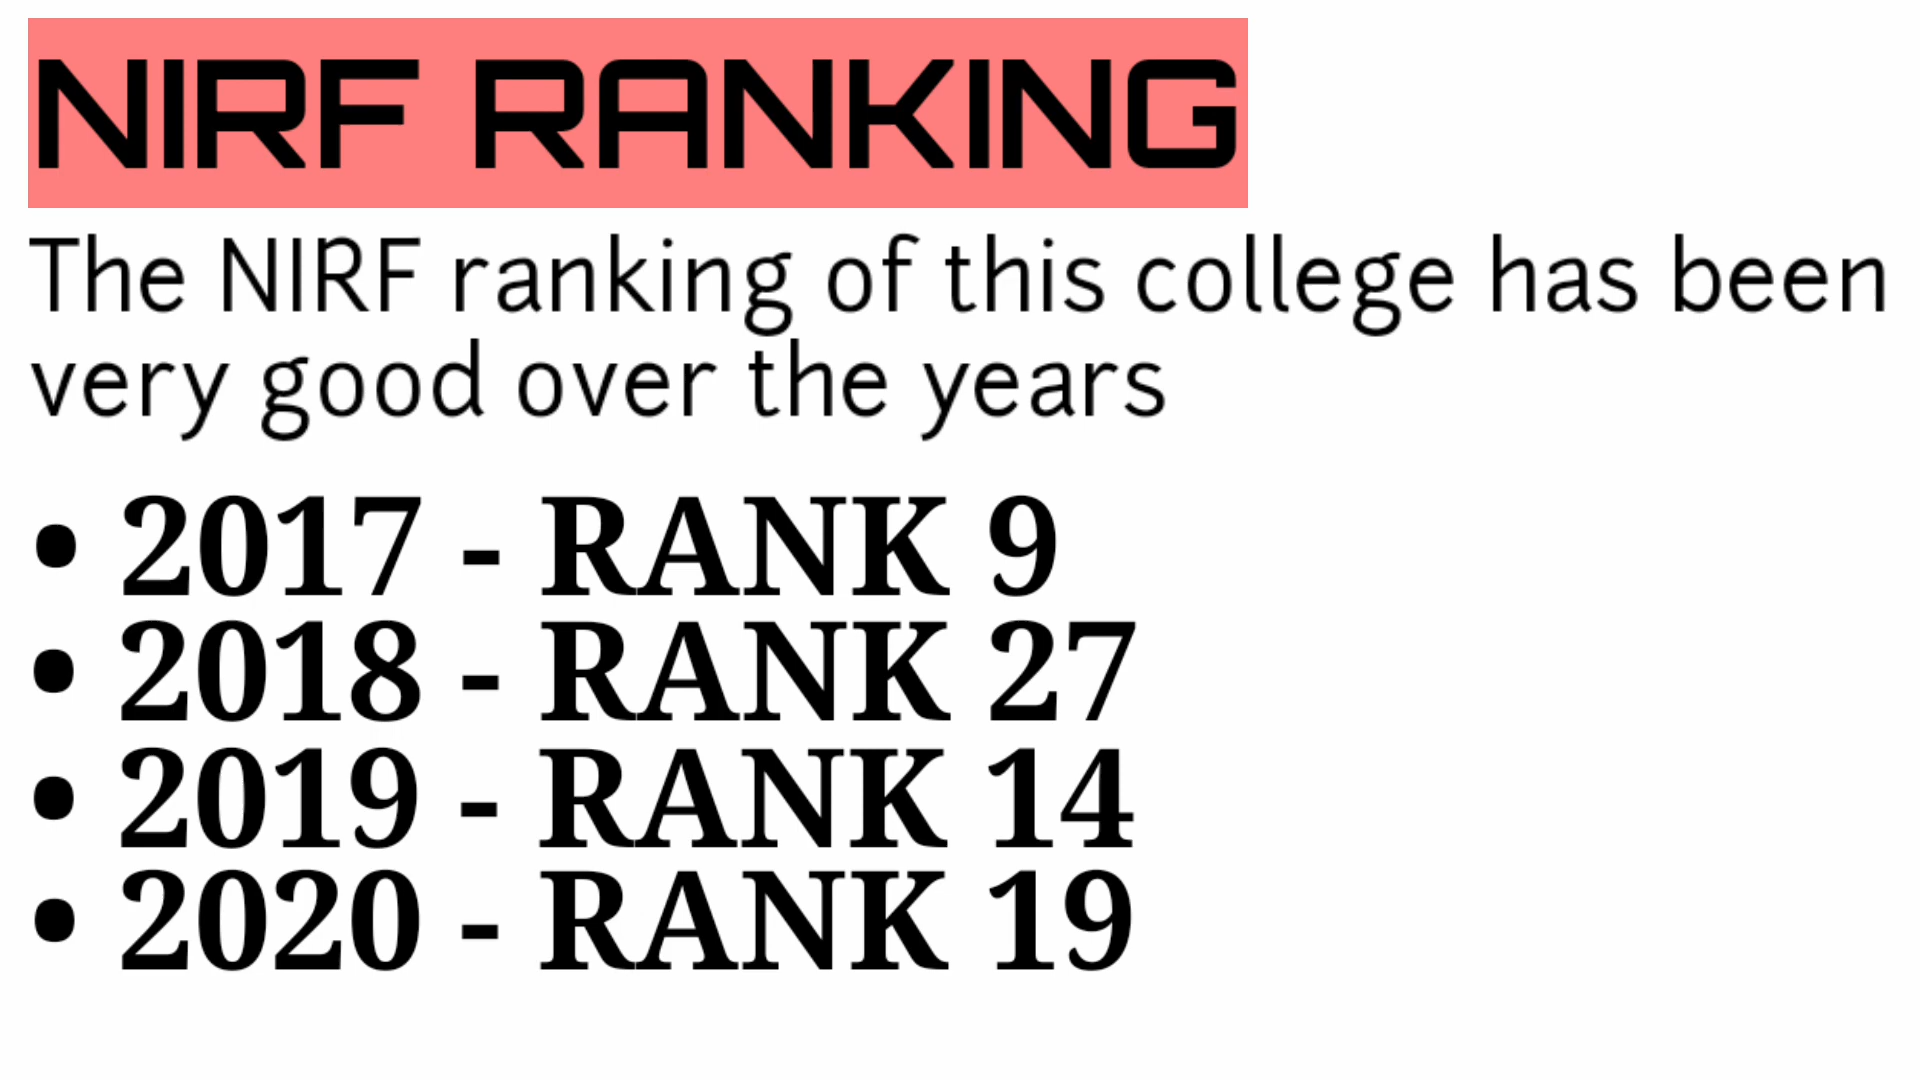 NIRF RANKING
The NIRF ranking of this college has been
very good over the years
• 2017 - RANK 9
• 2018 - RANK 27
• 2019 - RANK 14
• 2020 - RANK 19